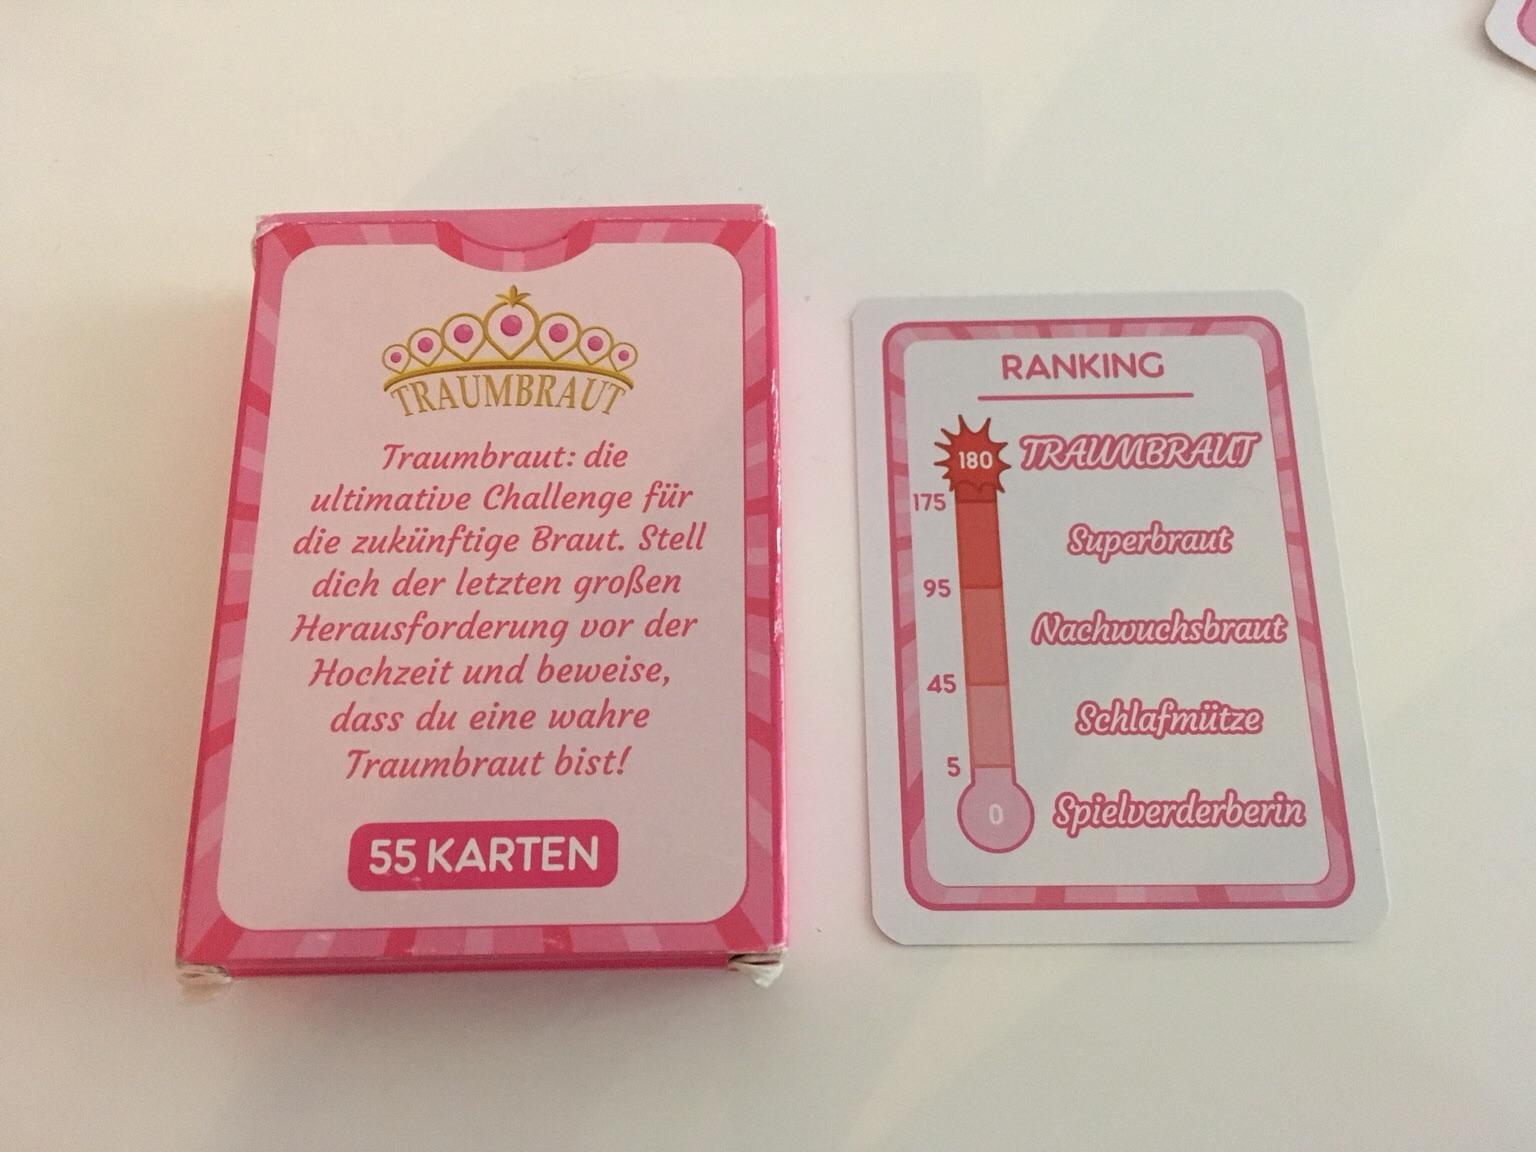 TRAUMBRAUT
Traumbraut: die
ultimative Challenge für
die zukünftige Braut. Stell
dich der letzten großen
Herausforderung vor der
Hochzeit und beweise,
dass du eine wahre
Traumbraut bist!
55 KARTEN
RANKING
180 TRAUMBRAUT
175
Superbraut
95
Nachwuchsbraut
45
Schlafmütze
5
0 Spielverderberin